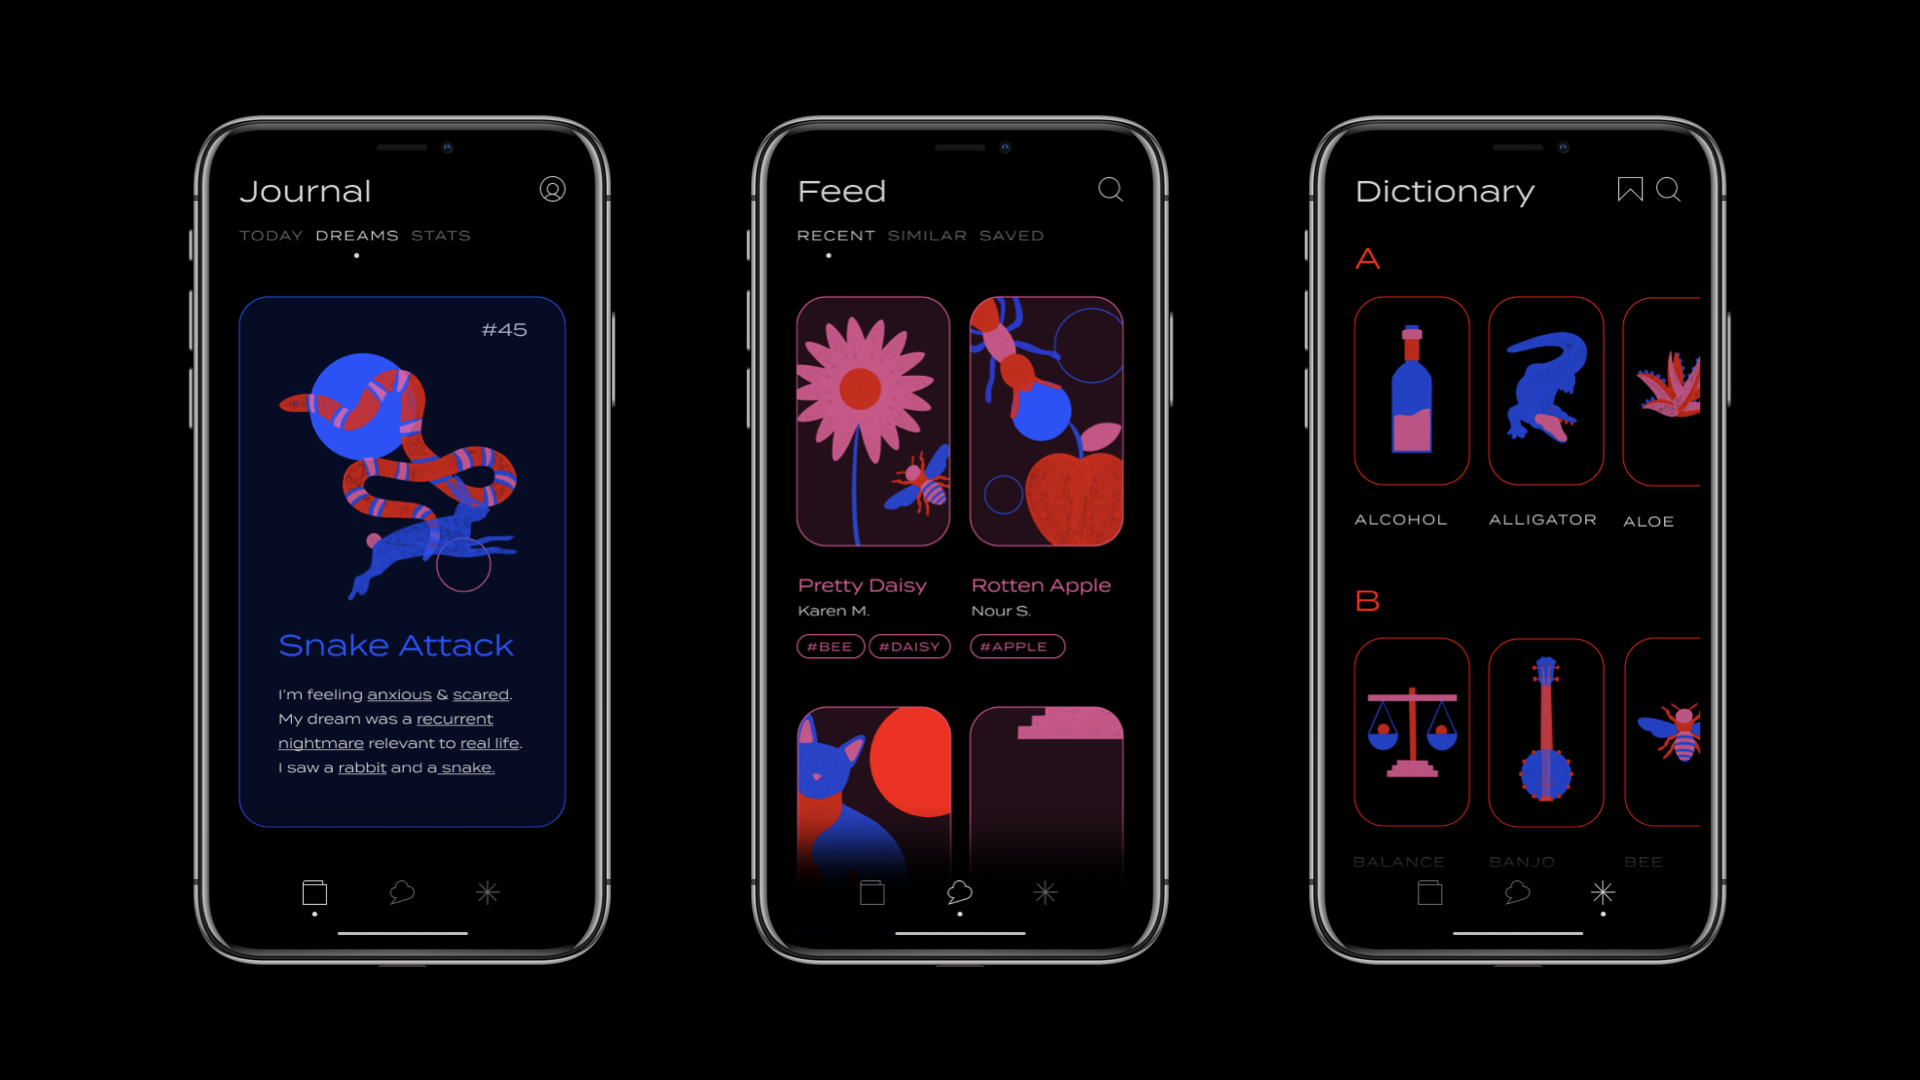 Journal
TODAY DREAMS STATS
#45
Snake Attack
I'm feeling anxious & scared.
My dream was a recurrent
nightmare relevant to real life.
I saw a rabbit and a snake.
Feed
RECENT SIMILAR SAVED
Pretty Daisy
Karen M.
#BEE #DAISY
Rotten Apple
Nour S.
#APPLE
Dictionary
A
ALCOHOL ALLIGATOR ALOE
B
BALANCE BANJO BEE